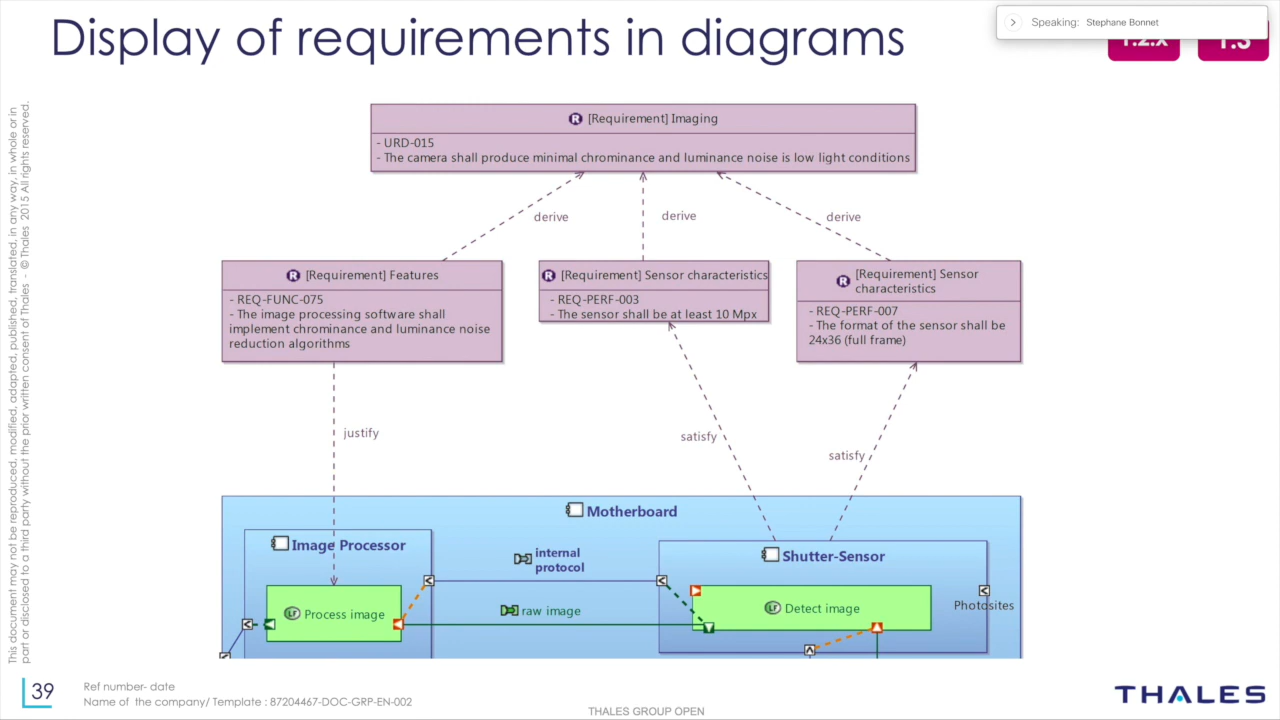 Display of requirements in diagrams
Speaking: Stephane Bonnet
1.2.x
1.3
This document may not be reproduced, modified, adapted, published, translated, in any way, in whole or in
part or disclosed to a third party without the prior written consent of Thales - © Thales 2015 All rights reserved.
R [Requirement] Imaging
- URD-015
- The camera shall produce minimal chrominance and luminance noise is low light conditions
derive
derive
derive
R [Requirement] Features
- REQ-FUNC-075
- The image processing software shall
implement chrominance and luminance noise
reduction algorithms
R [Requirement] Sensor characteristics
- REQ-PERF-003
- The sensor shall be at least 10 Mpx
R [Requirement] Sensor
characteristics
- REQ-PERF-007
- The format of the sensor shall be
24x36 (full frame)
justify
satisfy
satisfy
Motherboard
Image Processor
internal
protocol
Shutter-Sensor
LF Process image
raw image
LF Detect image
Photosites
39
Ref number- date
Name of the company/ Template : 87204467-DOC-GRP-EN-002
THALES GROUP OPEN
THALES